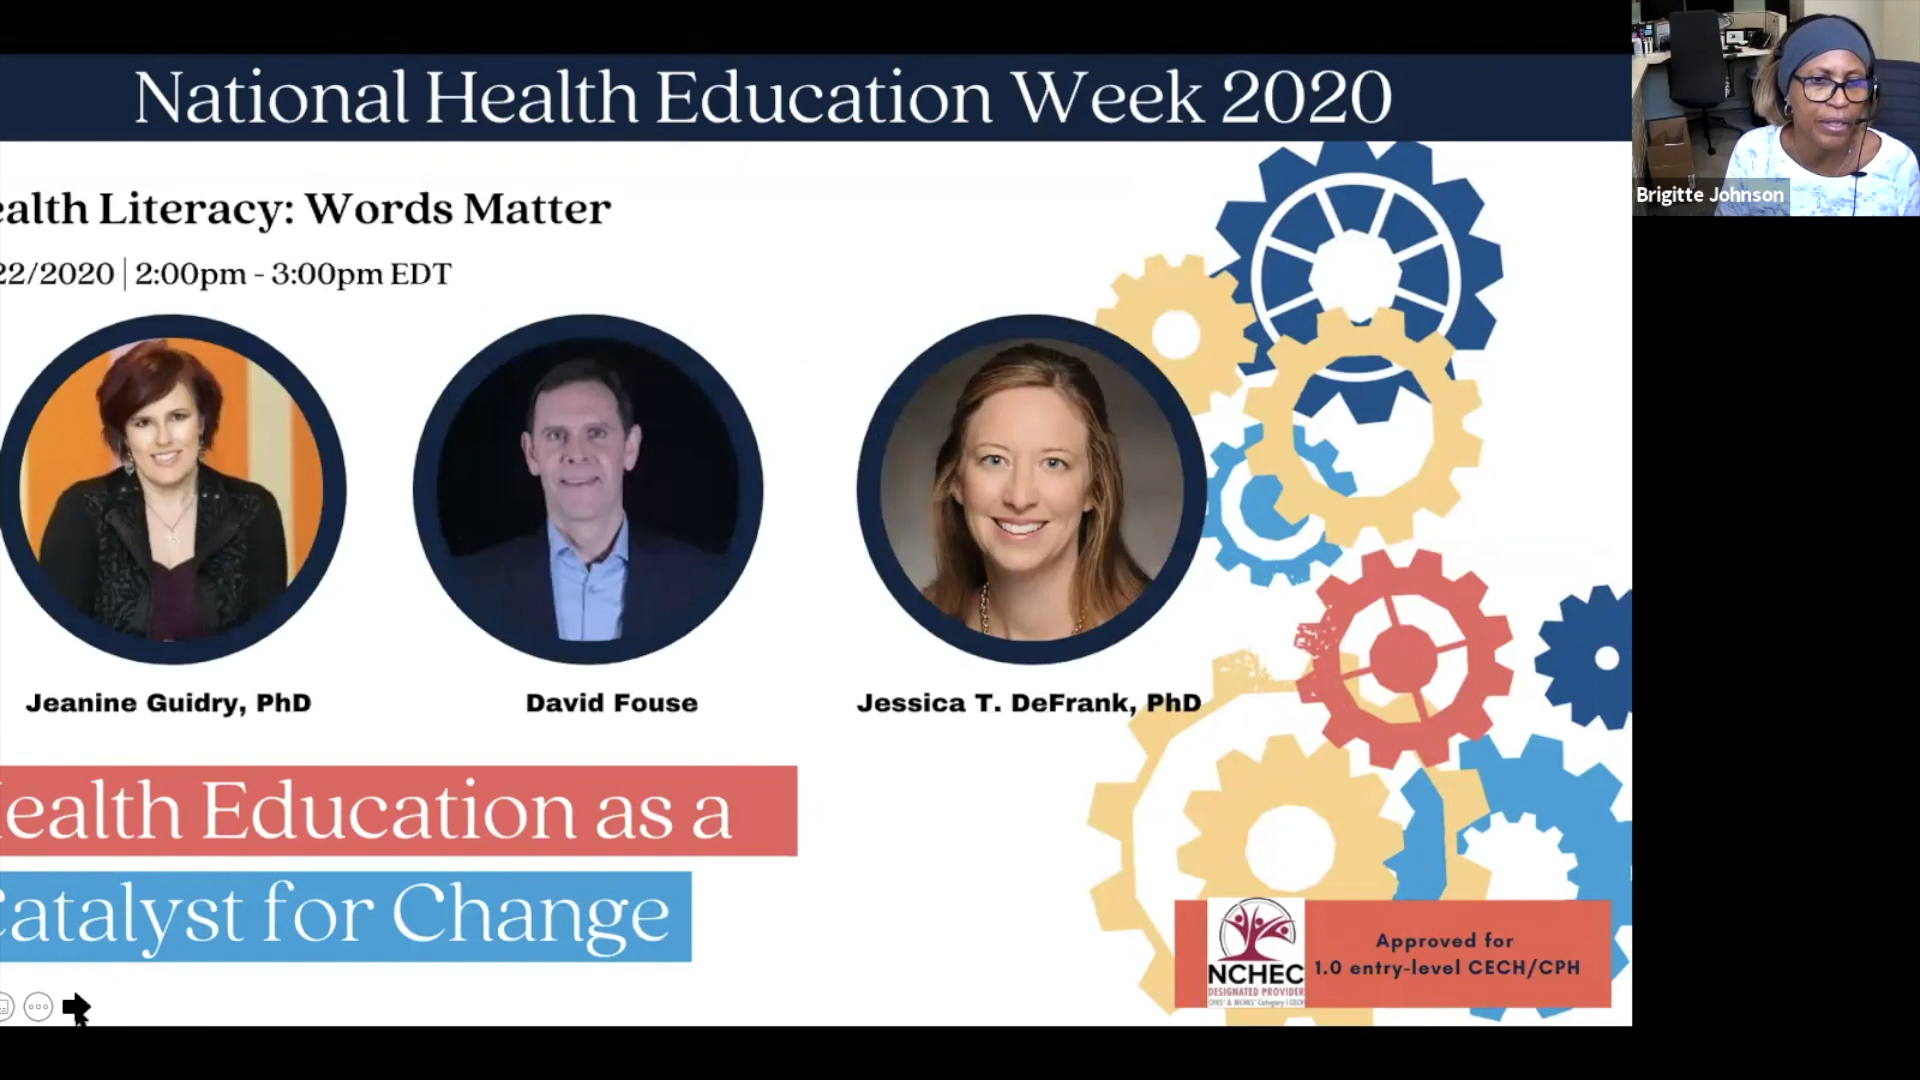 National Health Education Week 2020
Brigitte Johnson
ealth Literacy: Words Matter
22/2020 | 2:00pm - 3:00pm EDT
Jeanine Guidry, PhD
David Fouse
Jessica T. DeFrank, PhD
Health Education as a
Catalyst for Change
NCHEC
DESIGNATED PROVIDER
Approved for
1.0 entry-level CECH/CPH